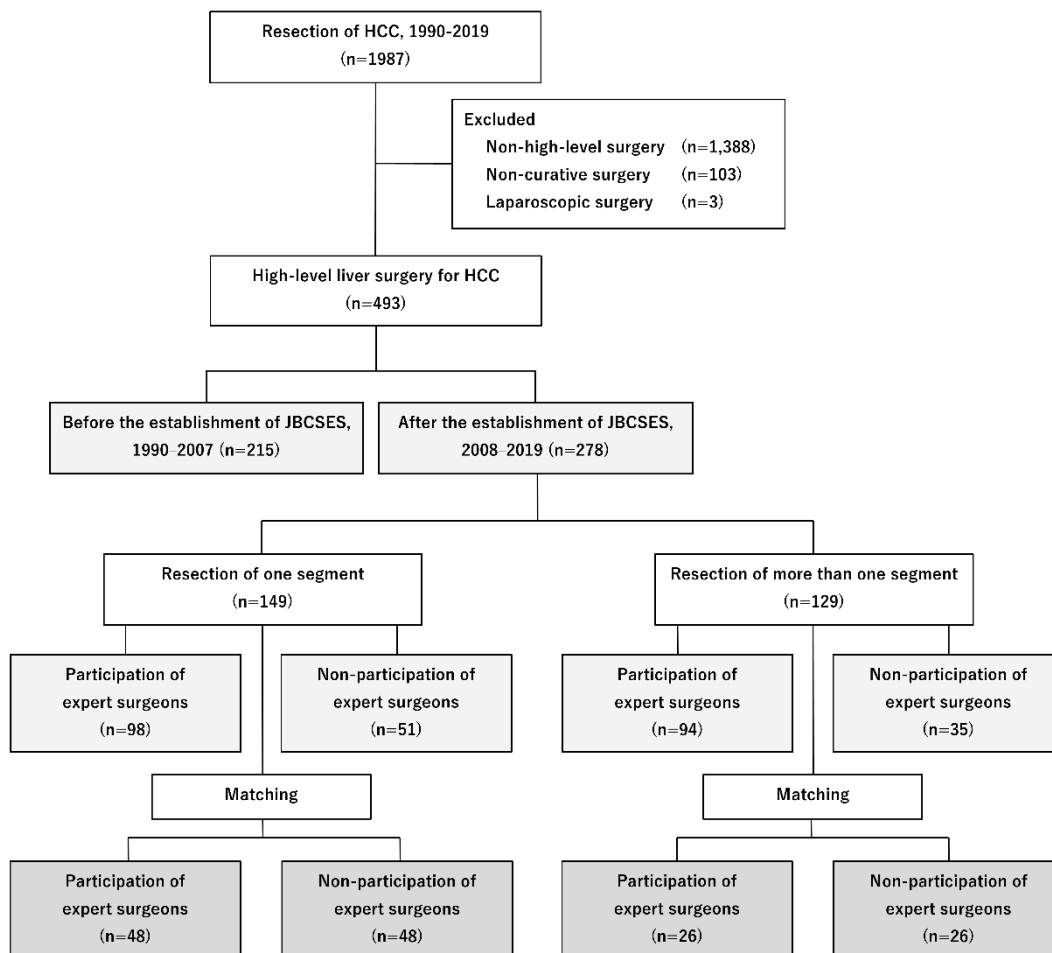 Resection of HCC, 1990-2019
(n=1987)
Excluded
Non-high-level surgery (n=1,388)
Non-curative surgery (n=103)
Laparoscopic surgery (n=3)
High-level liver surgery for HCC
(n=493)
Before the establishment of JBCSES,
1990–2007 (n=215)
After the establishment of JBCSES,
2008–2019 (n=278)
Resection of one segment
(n=149)
Resection of more than one segment
(n=129)
Participation of
expert surgeons
(n=98)
Non-participation of
expert surgeons
(n=51)
Participation of
expert surgeons
(n=94)
Non-participation of
expert surgeons
(n=35)
Matching
Matching
Participation of
expert surgeons
(n=48)
Non-participation of
expert surgeons
(n=48)
Participation of
expert surgeons
(n=26)
Non-participation of
expert surgeons
(n=26)